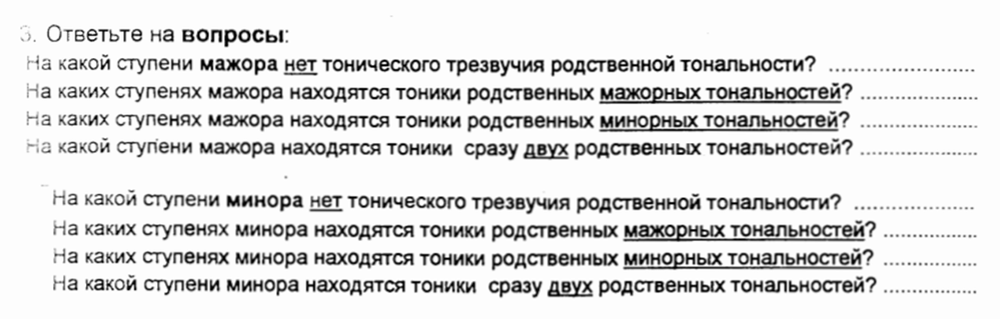 3. Ответьте на вопросы:
На какой ступени мажора нет тонического трезвучия родственной тональности? ........................
На каких ступенях мажора находятся тоники родственных мажорных тональностей? ...................
На каких ступенях мажора находятся тоники родственных минорных тональностей? ...................
На какой ступени мажора находятся тоники сразу двух родственных тональностей? ...................
На какой ступени минора нет тонического трезвучия родственной тональности? ....................
На каких ступенях минора находятся тоники родственных мажорных тональностей? ...............
На каких ступенях минора находятся тоники родственных минорных тональностей? ...............
На какой ступени минора находятся тоники сразу двух родственных тональностей? ...............